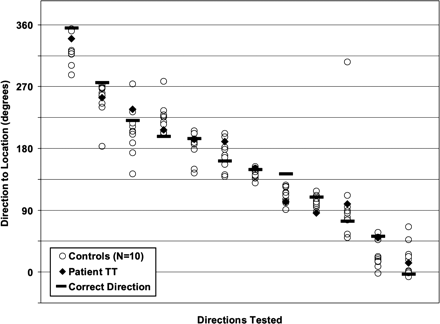 360
270
180
90
0
Direction to Location (degrees)
Controls (N=10)
Patient TT
Correct Direction
Directions Tested